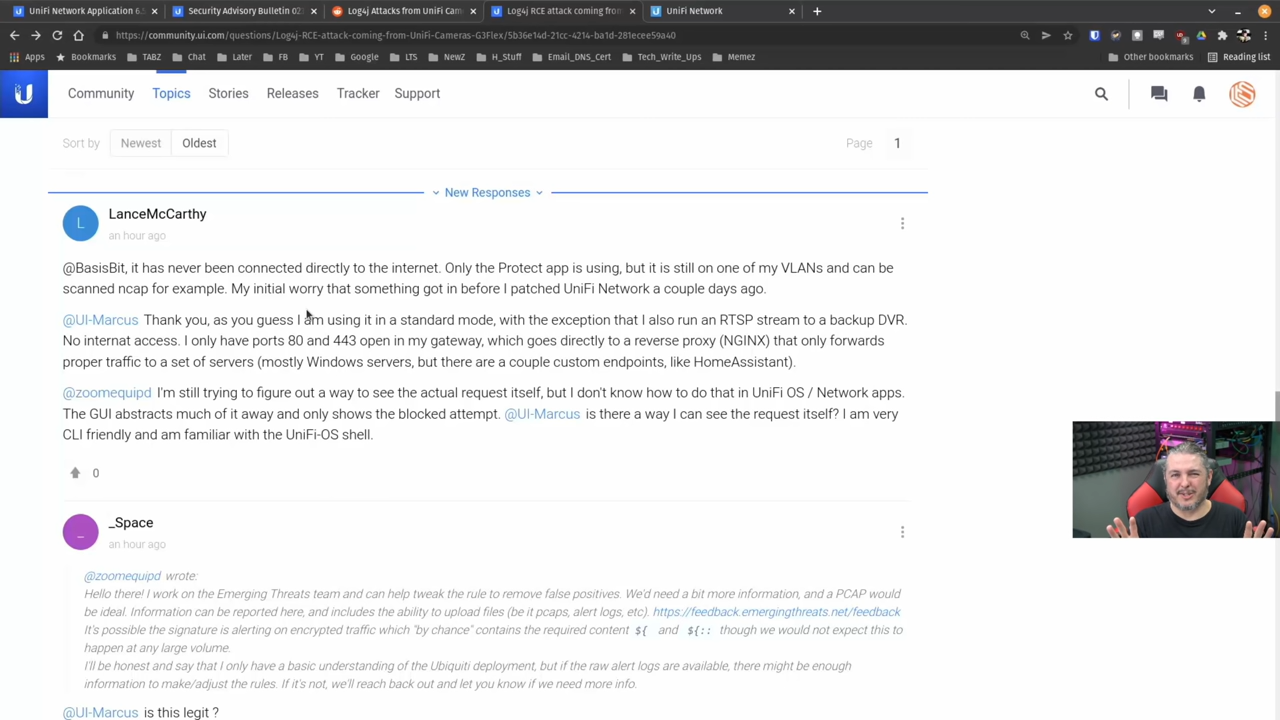 UniFi Network Application 6.5
Security Advisory Bulletin 02
Log4j Attacks from UniFi Cam
Log4j RCE attack coming from
UniFi Network
https://community.ui.com/questions/Log4j-RCE-attack-coming-from-UniFi-Cameras-G3Flex/5b36e14d-21cc-4214-ba1d-281ecee59a40
Apps
Bookmarks
TABZ
Chat
Later
FB
YT
Google
LTS
NewZ
H_Stuff
Email_DNS_Cert
Tech_Write_Ups
Memez
Other bookmarks
Reading list
Community
Topics
Stories
Releases
Tracker
Support
Sort by
Newest
Oldest
Page
1
New Responses
L
LanceMcCarthy
an hour ago
@BasisBit, it has never been connected directly to the internet. Only the Protect app is using, but it is still on one of my VLANs and can be
scanned ncap for example. My initial worry that something got in before I patched UniFi Network a couple days ago.
@UI-Marcus Thank you, as you guess I am using it in a standard mode, with the exception that I also run an RTSP stream to a backup DVR.
No internat access. I only have ports 80 and 443 open in my gateway, which goes directly to a reverse proxy (NGINX) that only forwards
proper traffic to a set of servers (mostly Windows servers, but there are a couple custom endpoints, like HomeAssistant).
@zoomequipd I'm still trying to figure out a way to see the actual request itself, but I don't know how to do that in UniFi OS / Network apps.
The GUI abstracts much of it away and only shows the blocked attempt. @UI-Marcus is there a way I can see the request itself? I am very
CLI friendly and am familiar with the UniFi-OS shell.
0
_
_Space
an hour ago
@zoomequipd wrote:
Hello there! I work on the Emerging Threats team and can help tweak the rule to remove false positives. We'd need a bit more information, and a PCAP would
be ideal. Information can be reported here, and includes the ability to upload files (be it pcaps, alert logs, etc). https://feedback.emergingthreats.net/feedback
It's possible the signature is alerting on encrypted traffic which "by chance" contains the required content ${ and ${:: though we would not expect this to
happen at any large volume.
I'll be honest and say that I only have a basic understanding of the Ubiquiti deployment, but if the raw alert logs are available, there might be enough
information to make/adjust the rules. If it's not, we'll reach back out and let you know if we need more info.
@UI-Marcus is this legit ?